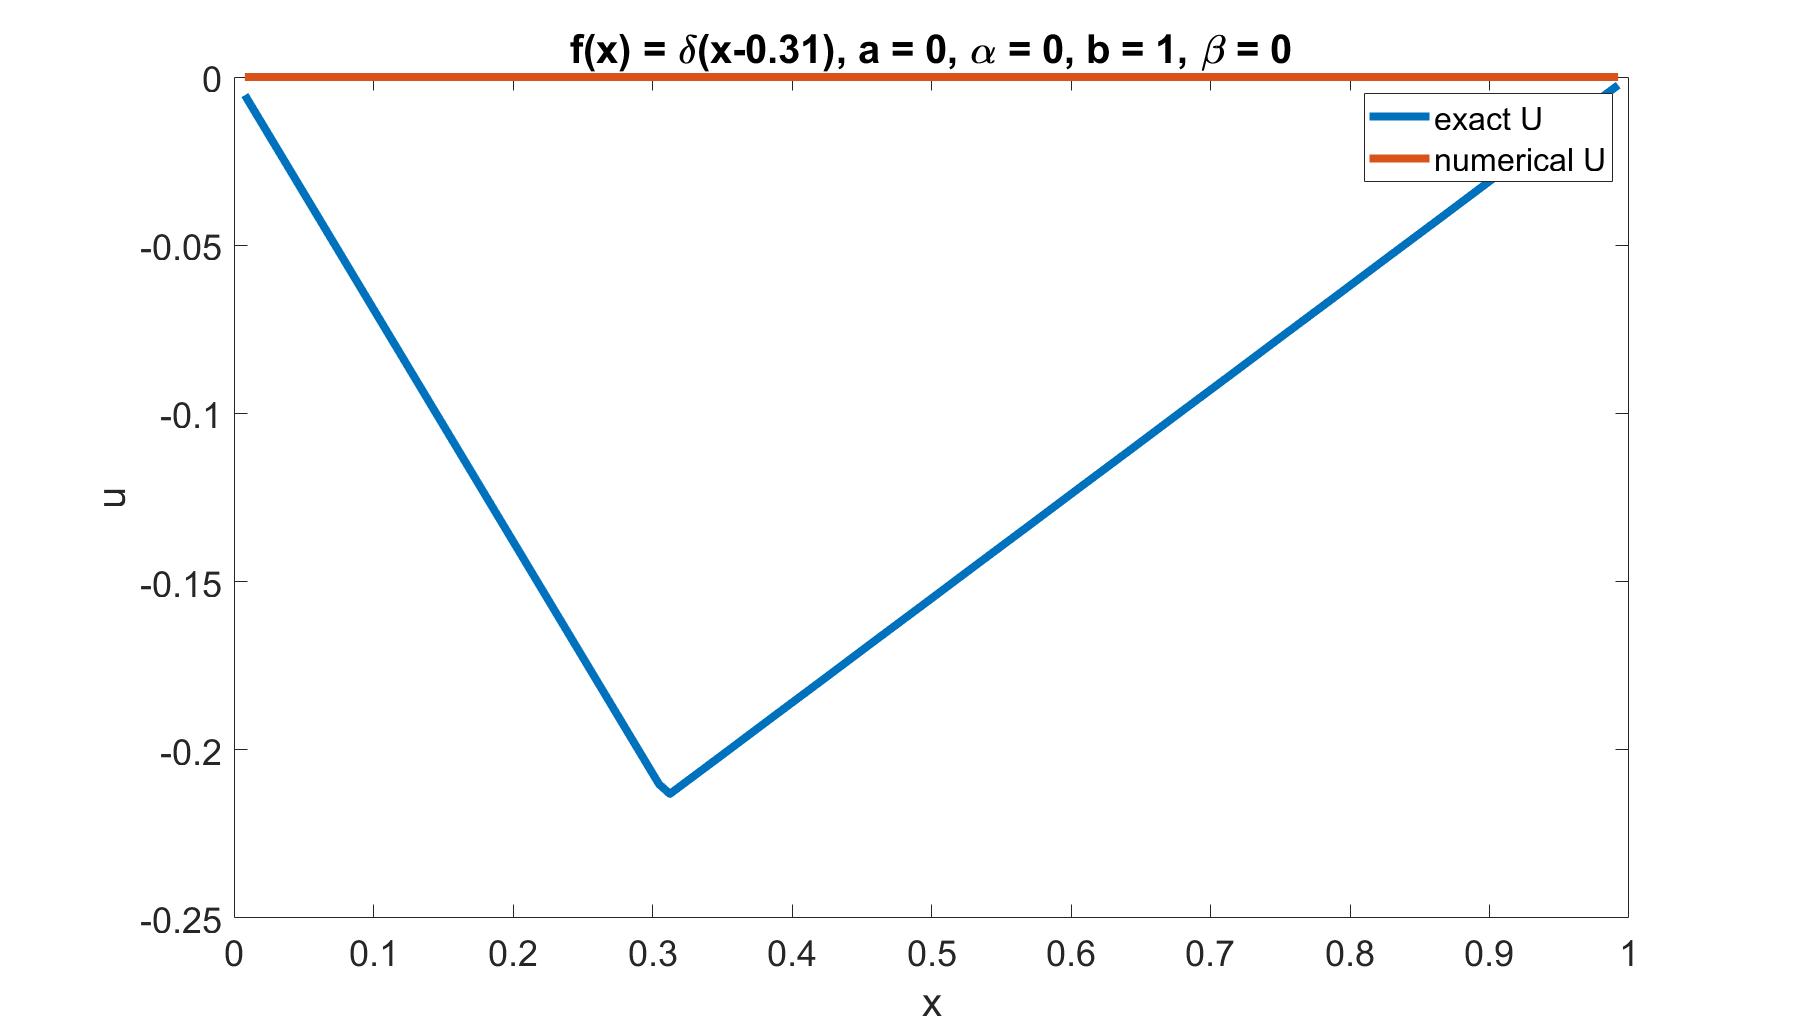 f(x) = δ(x-0.31), a = 0, α = 0, b = 1, β = 0
exact U
numerical U
0
-0.05
-0.1
-0.15
-0.2
-0.25
u
0 0.1 0.2 0.3 0.4 0.5 0.6 0.7 0.8 0.9 1
x